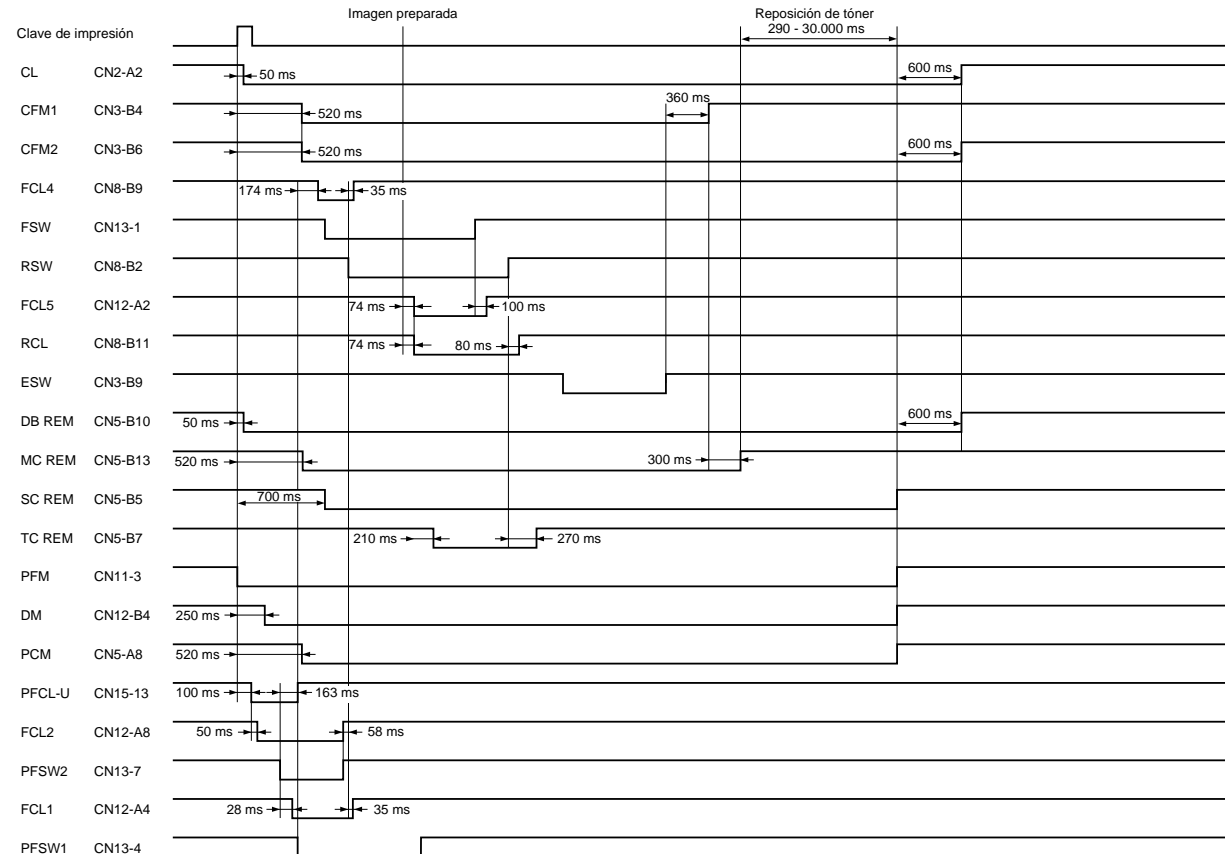 Imagen preparada
Reposición de tóner
290 - 30.000 ms
Clave de impresión
CL CN2-A2 50 ms 600 ms
CFM1 CN3-B4 520 ms 360 ms
CFM2 CN3-B6 520 ms 600 ms
FCL4 CN8-B9 174 ms 35 ms
FSW CN13-1
RSW CN8-B2
FCL5 CN12-A2 74 ms 100 ms
RCL CN8-B11 74 ms 80 ms
ESW CN3-B9
DB REM CN5-B10 50 ms 600 ms
MC REM CN5-B13 520 ms 300 ms
SC REM CN5-B5 700 ms
TC REM CN5-B7 210 ms 270 ms
PFM CN11-3
DM CN12-B4 250 ms
PCM CN5-A8 520 ms
PFCL-U CN15-13 100 ms 163 ms
FCL2 CN12-A8 50 ms 58 ms
PFSW2 CN13-7
FCL1 CN12-A4 28 ms 35 ms
PFSW1 CN13-4